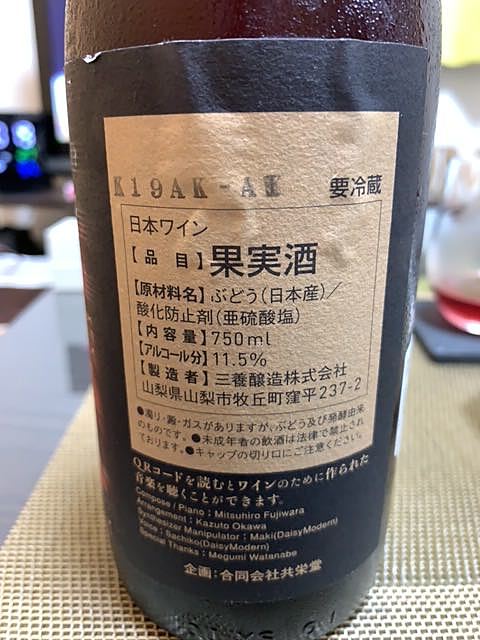 K19AK-AI
要冷蔵
日本ワイン
【品 目】果実酒
【原材料名】ぶどう(日本産)/
酸化防止剤(亜硫酸塩)
【内 容 量】750ml
【アルコール分】11.5%
【製 造 者】三養醸造株式会社
山梨県山梨市牧丘町窪平237-2
●濁り・澱・ガスがありますが、ぶどう及び発酵由来
のものです。●未成年者の飲酒は法律で禁止され
ております。●キャップの切り口にご注意ください。
QRコードを読むとワインのために作られた
音楽を聴くことができます。
Compose / Piano : Mitsuniro Fujiwara
Arrangement : Kazuto Okawa
Synthesizer Manipulator : Maki(DaisyModern)
Voice : Sachiko(DaisyModern)
Special Thanks : Megumi Watanabe
企画:合同会社共栄堂